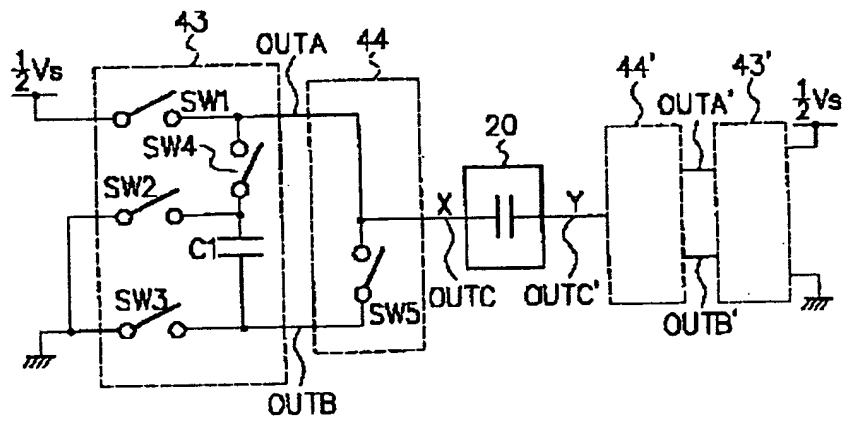 43
OUTA
44
½Vs
SW1
SW4
SW2
C1
SW3
SW5
OUTB
20
X
Y
OUTC
OUTC'
44'
43'
OUTA'
½Vs
OUTB'